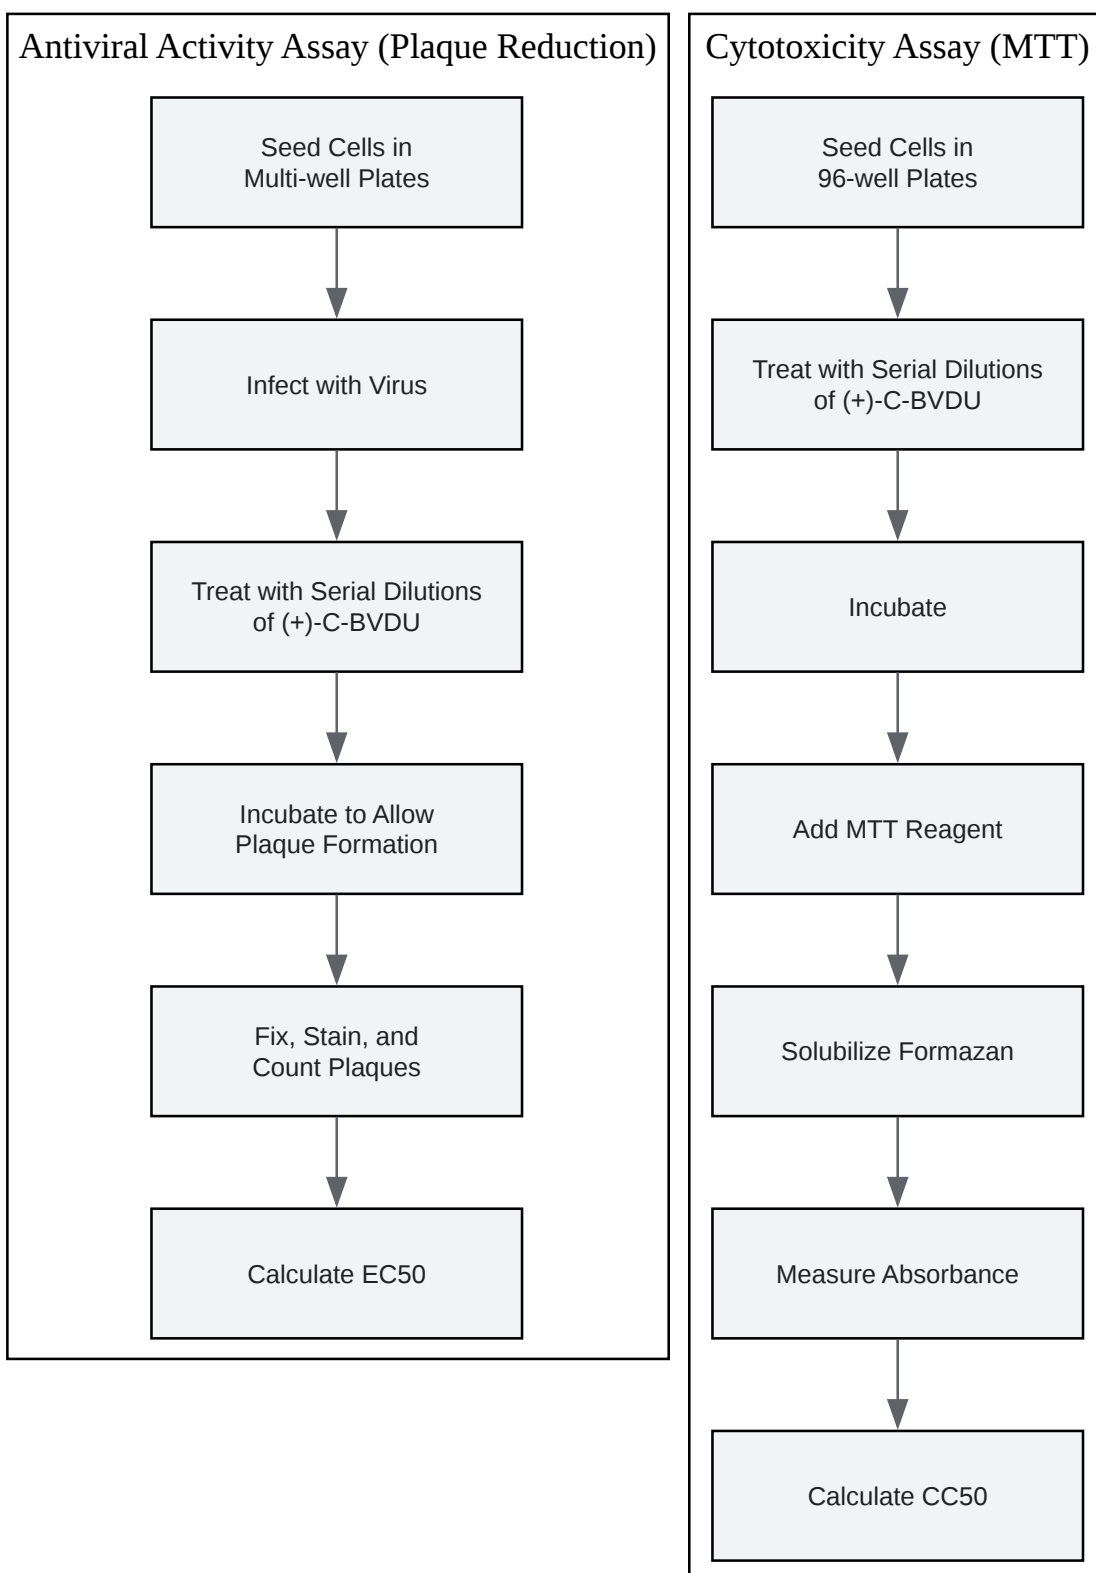 Antiviral Activity Assay (Plaque Reduction)
Seed Cells in
Multi-well Plates
Infect with Virus
Treat with Serial Dilutions
of (+)-C-BVDU
Incubate to Allow
Plaque Formation
Fix, Stain, and
Count Plaques
Calculate EC50
Cytotoxicity Assay (MTT)
Seed Cells in
96-well Plates
Treat with Serial Dilutions
of (+)-C-BVDU
Incubate
Add MTT Reagent
Solubilize Formazan
Measure Absorbance
Calculate CC50